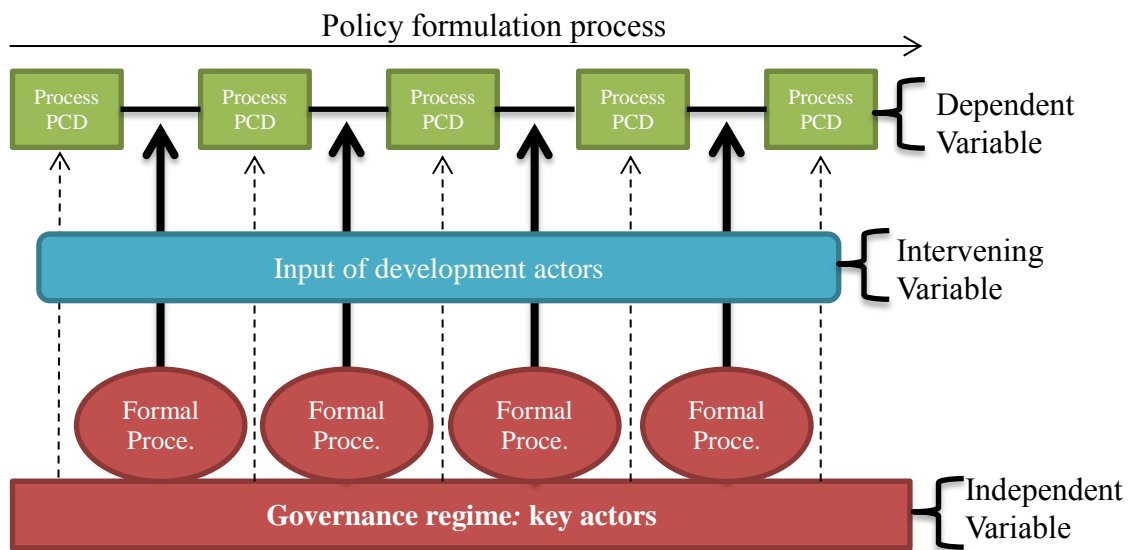 Policy formulation process
Process
PCD
Process
PCD
Process
PCD
Process
PCD
Process
PCD
Dependent
Variable
Input of development actors
Intervening
Variable
Formal
Proce.
Formal
Proce.
Formal
Proce.
Formal
Proce.
Governance regime: key actors
Independent
Variable